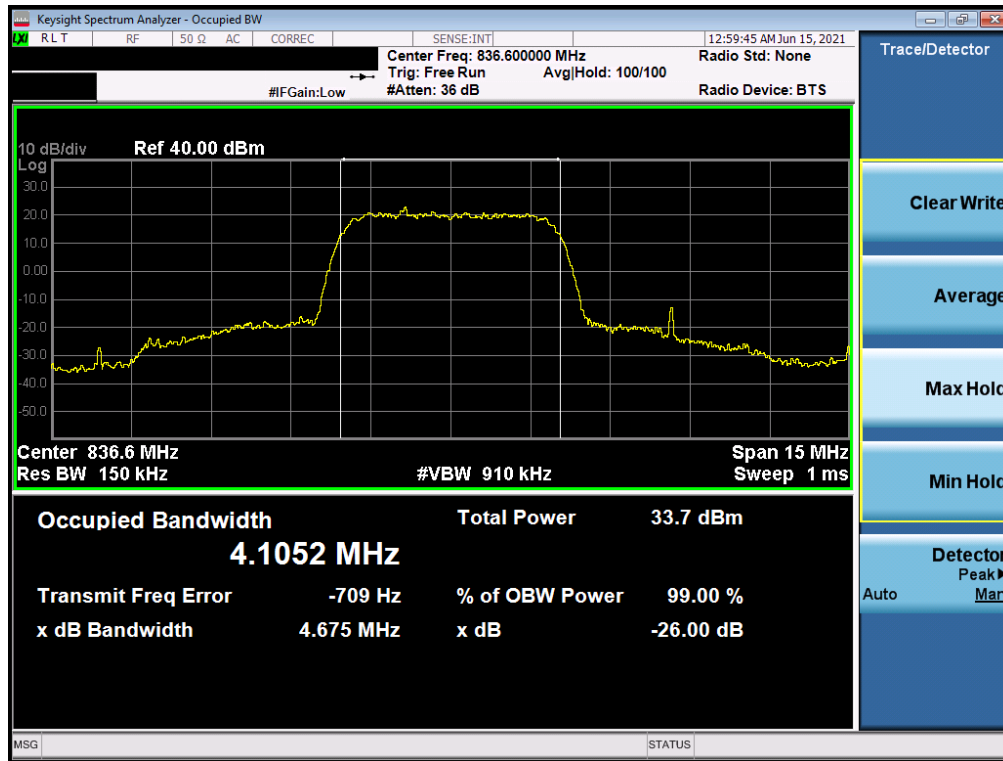 Keysight Spectrum Analyzer - Occupied BW
LXI RLT RF 50 Ω AC CORREC SENSE:INT 12:59:45 AM Jun 15, 2021
Center Freq: 836.600000 MHz Radio Std: None
Trig: Free Run Avg|Hold: 100/100
#IFGain:Low #Atten: 36 dB Radio Device: BTS
10 dB/div Ref 40.00 dBm
Log
30.0
20.0
10.0
0.00
-10.0
-20.0
-30.0
-40.0
-50.0
Center 836.6 MHz Span 15 MHz
Res BW 150 kHz #VBW 910 kHz Sweep 1 ms
Occupied Bandwidth Total Power 33.7 dBm
4.1052 MHz
Transmit Freq Error -709 Hz % of OBW Power 99.00 %
x dB Bandwidth 4.675 MHz x dB -26.00 dB
MSG STATUS
Trace/Detector
Clear Write
Average
Max Hold
Min Hold
Detector
Peak▶
Auto Man